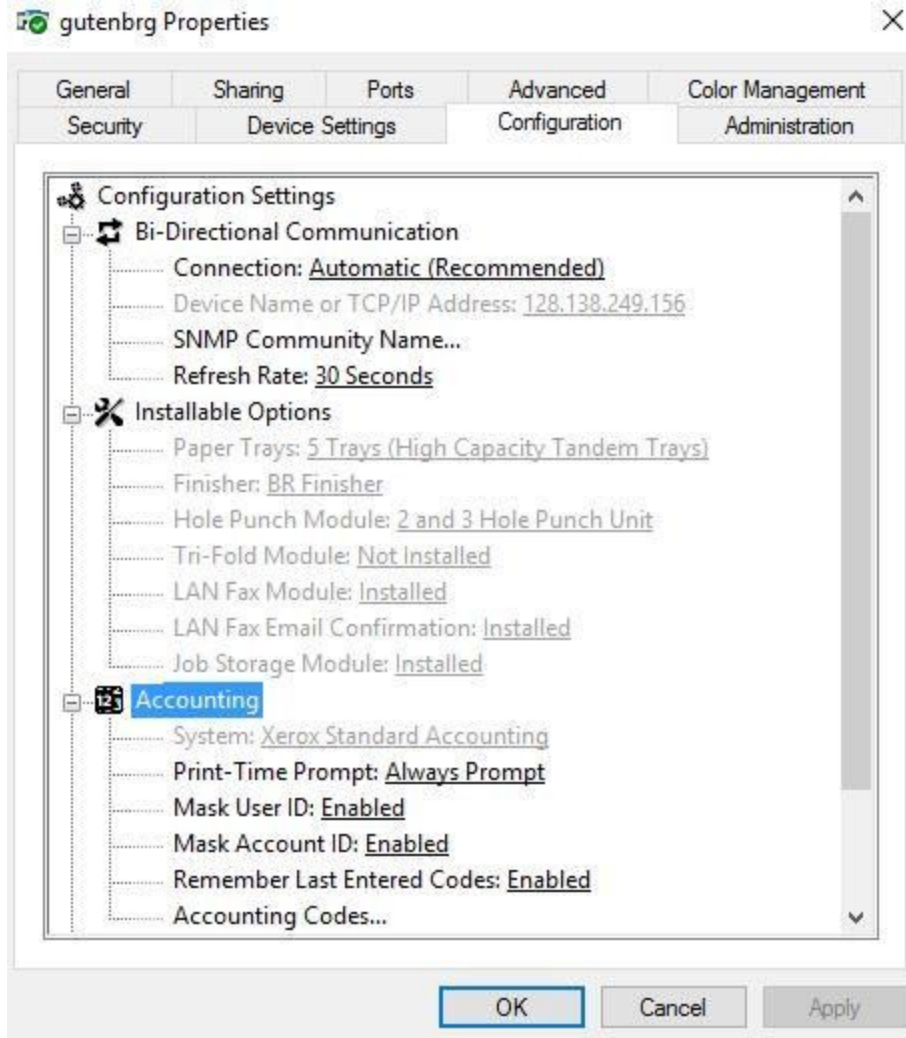 gutenbrg Properties
General Sharing Ports Advanced Color Management
Security Device Settings Configuration Administration
Configuration Settings
Bi-Directional Communication
Connection: Automatic (Recommended)
Device Name or TCP/IP Address: 128.138.249.156
SNMP Community Name...
Refresh Rate: 30 Seconds
Installable Options
Paper Trays: 5 Trays (High Capacity Tandem Trays)
Finisher: BR Finisher
Hole Punch Module: 2 and 3 Hole Punch Unit
Tri-Fold Module: Not Installed
LAN Fax Module: Installed
LAN Fax Email Confirmation: Installed
Job Storage Module: Installed
Accounting
System: Xerox Standard Accounting
Print-Time Prompt: Always Prompt
Mask User ID: Enabled
Mask Account ID: Enabled
Remember Last Entered Codes: Enabled
Accounting Codes...
OK Cancel Apply